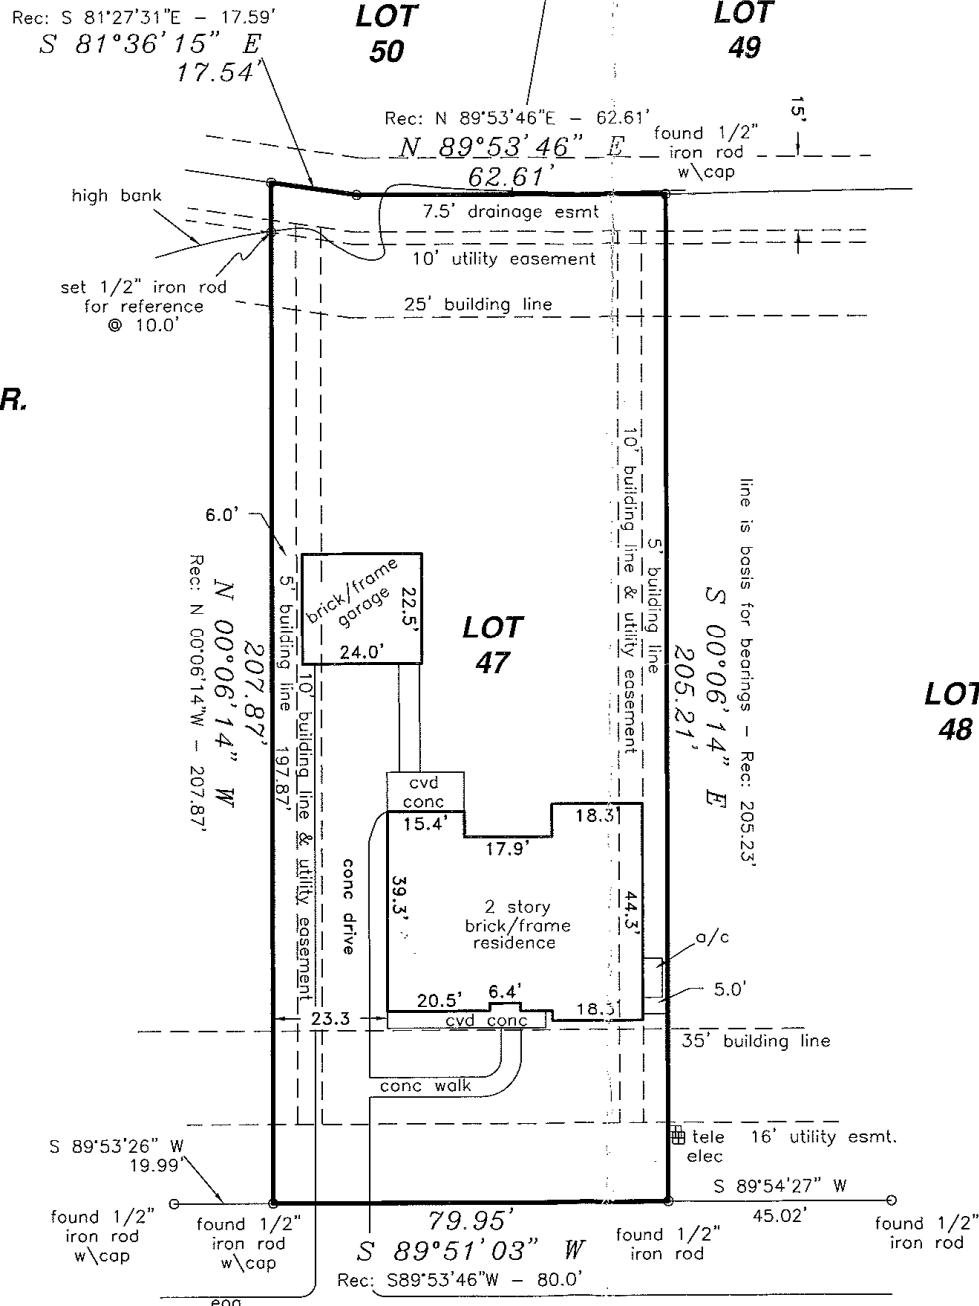 Rec: S 81°27'31"E - 17.59'
S 81°36'15" E
17.54'
LOT
50
LOT
49
Rec: N 89°53'46"E - 62.61'
N 89°53'46" E
62.61'
found 1/2"
iron rod
w\cap
15'
high bank
7.5' drainage esmt
10' utility easement
set 1/2" iron rod
for reference
@ 10.0'
25' building line
R.
6.0'
brick/frame
garage
22.5'
24.0'
LOT
47
LOT
48
Rec: N 00°06'14"W - 207.87'
N 00°06'14" W
207.87'
5' building line
197.87'
10' building line & utility easement
10' building line & utility easement
5' building line
S 00°06'14" E
205.21'
line is basis for bearings - Rec: 205.23'
cvd
conc
15.4'
17.9'
18.3'
conc drive
39.3'
2 story
brick/frame
residence
44.3'
a/c
5.0'
20.5'
6.4'
18.3'
23.3
cvd conc
35' building line
conc walk
tele
elec
16' utility esmt.
S 89°53'26" W
19.99'
S 89°54'27" W
45.02'
found 1/2"
iron rod
w\cap
found 1/2"
iron rod
w\cap
79.95'
S 89°51'03" W
Rec: S89°53'46"W - 80.0'
found 1/2"
iron rod
found 1/2"
iron rod